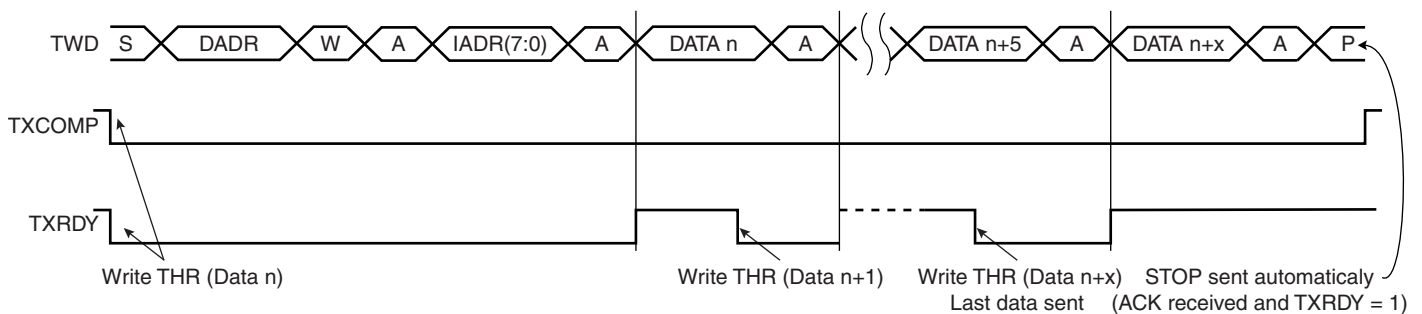 TWD S DADR W A IADR(7:0) A DATA n A DATA n+5 A DATA n+x A P
TXCOMP
TXRDY
Write THR (Data n) Write THR (Data n+1) Write THR (Data n+x) STOP sent automaticaly
Last data sent (ACK received and TXRDY = 1)